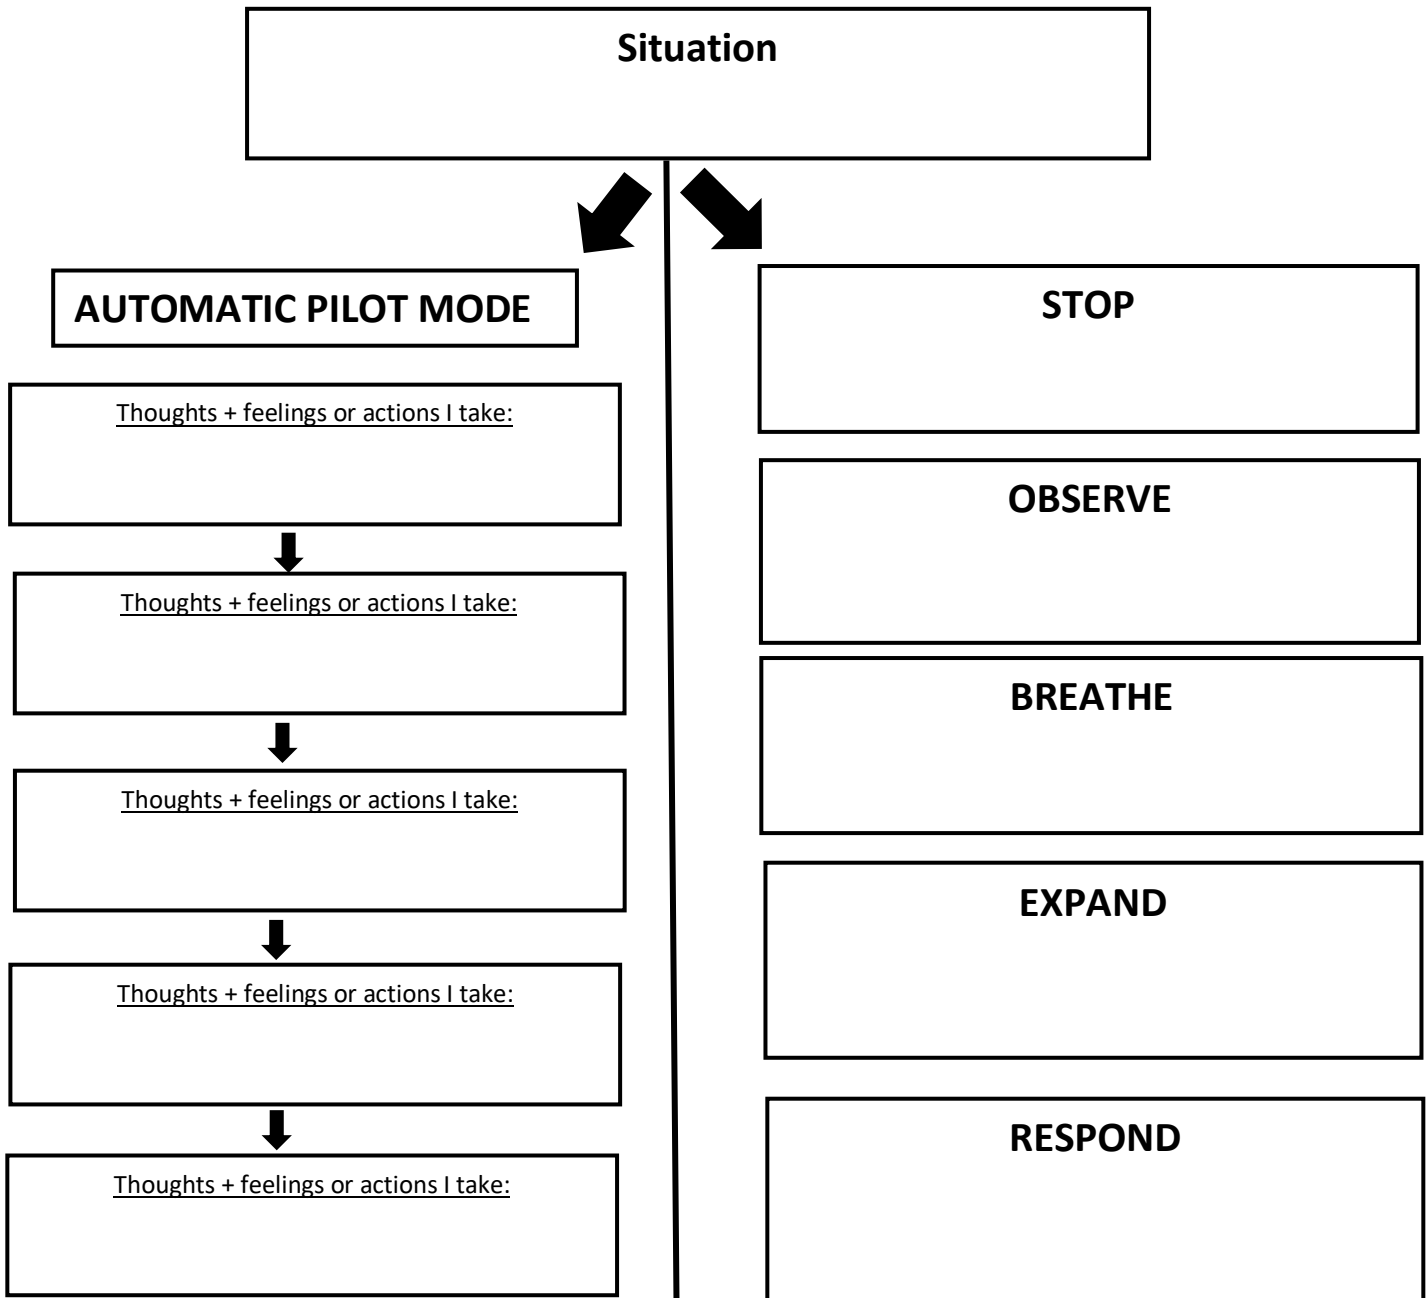 Situation
AUTOMATIC PILOT MODE
Thoughts + feelings or actions I take:
Thoughts + feelings or actions I take:
Thoughts + feelings or actions I take:
Thoughts + feelings or actions I take:
Thoughts + feelings or actions I take:
STOP
OBSERVE
BREATHE
EXPAND
RESPOND